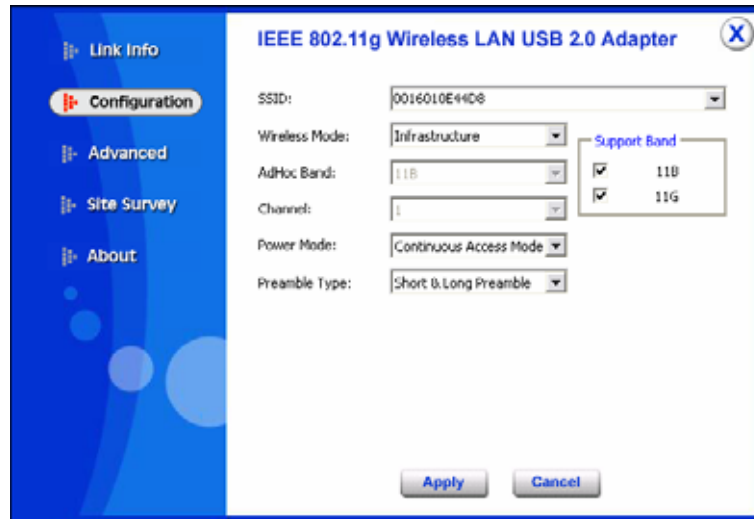 Link Info
Configuration
Advanced
Site Survey
About
IEEE 802.11g Wireless LAN USB 2.0 Adapter
X
SSID: 0016010E44D8
Wireless Mode: Infrastructure
Support Band
AdHoc Band: 11B
11B
Channel: 1
11G
Power Mode: Continuous Access Mode
Preamble Type: Short & Long Preamble
Apply Cancel